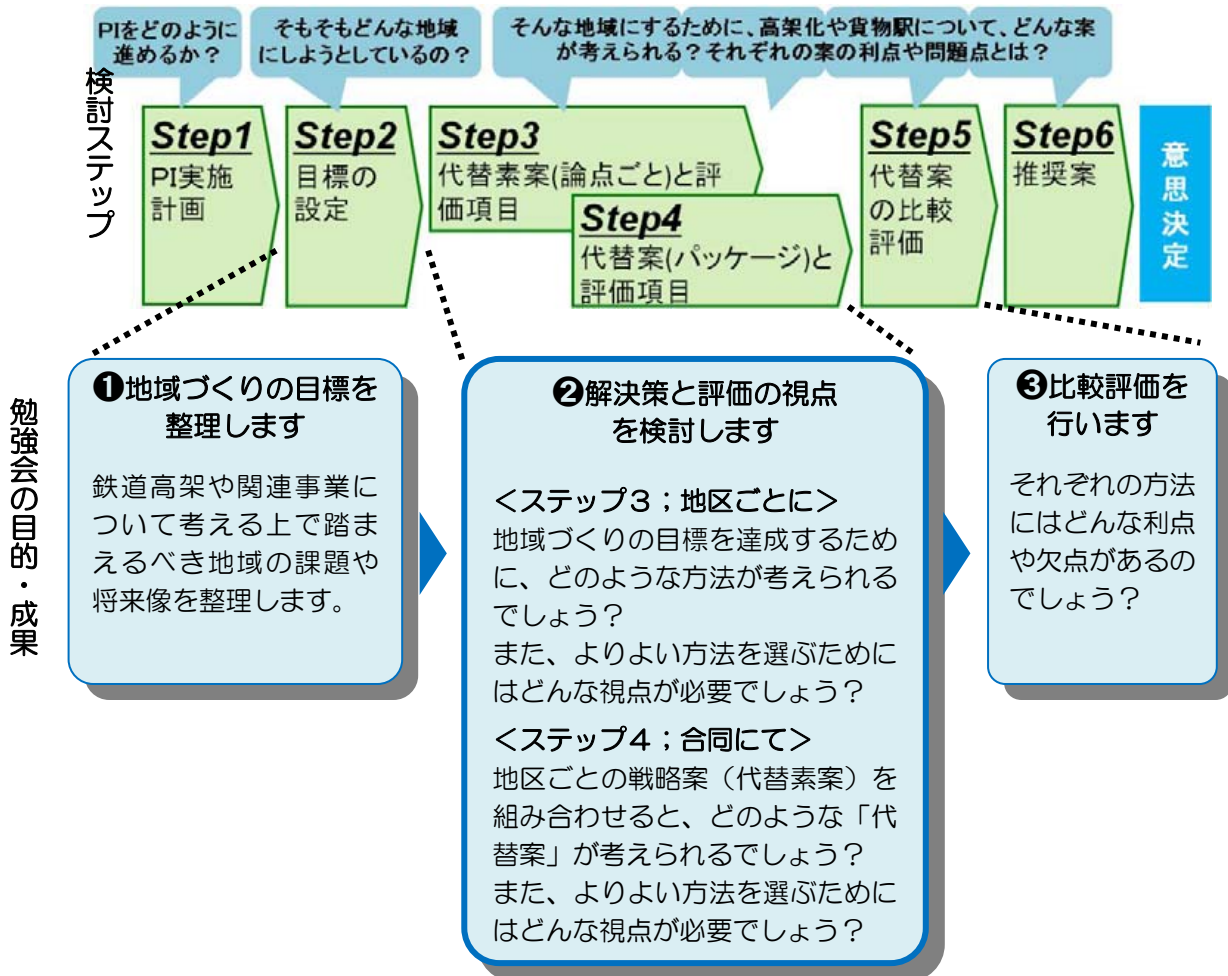 PIをどのように
進めるか？
そもそもどんな地域
にしようとしているの？
そんな地域にするために、高架化や貨物駅について、どんな案
が考えられる？それぞれの案の利点や問題点とは？
検討ステップ
Step1
PI実施
計画
Step2
目標の
設定
Step3
代替素案(論点ごと)と評
価項目
Step4
代替案(パッケージ)と
評価項目
Step5
代替案
の比較
評価
Step6
推奨案
意思決定
勉強会の目的・成果
❶地域づくりの目標を
整理します
鉄道高架や関連事業に
ついて考える上で踏ま
えるべき地域の課題や
将来像を整理します。
❷解決策と評価の視点
を検討します
＜ステップ３；地区ごとに＞
地域づくりの目標を達成するため
に、どのような方法が考えられる
でしょう？
また、よりよい方法を選ぶために
はどんな視点が必要でしょう？
＜ステップ４；合同にて＞
地区ごとの戦略案（代替素案）を
組み合わせると、どのような「代
替案」が考えられるでしょう？
また、よりよい方法を選ぶために
はどんな視点が必要でしょう？
❸比較評価を
行います
それぞれの方法
にはどんな利点
や欠点があるの
でしょう？